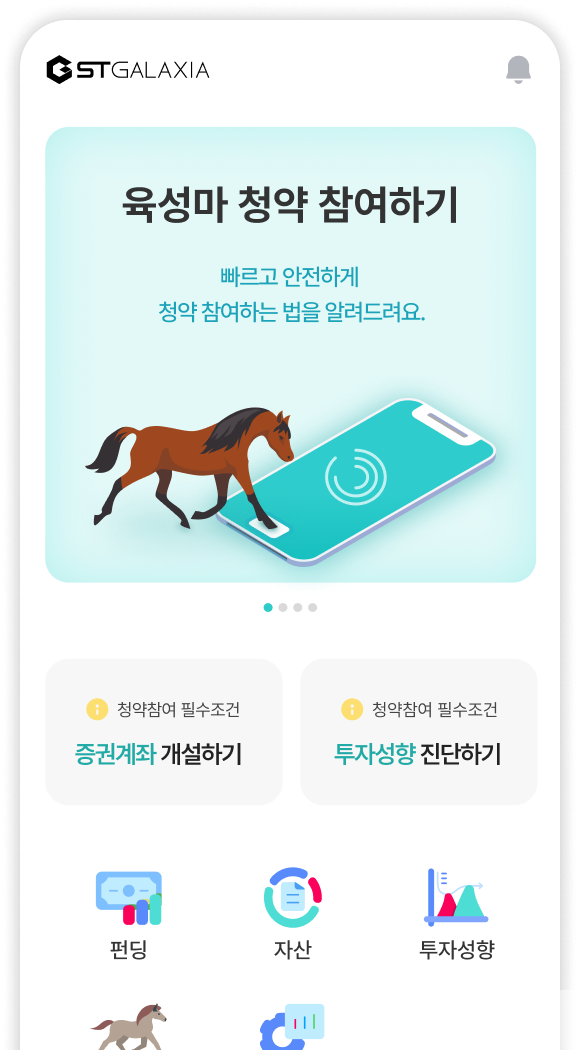 STGALAXIA
육성마 청약 참여하기
빠르고 안전하게
청약 참여하는 법을 알려드려요.
청약참여 필수조건
증권계좌 개설하기
청약참여 필수조건
투자성향 진단하기
펀딩
자산
투자성향